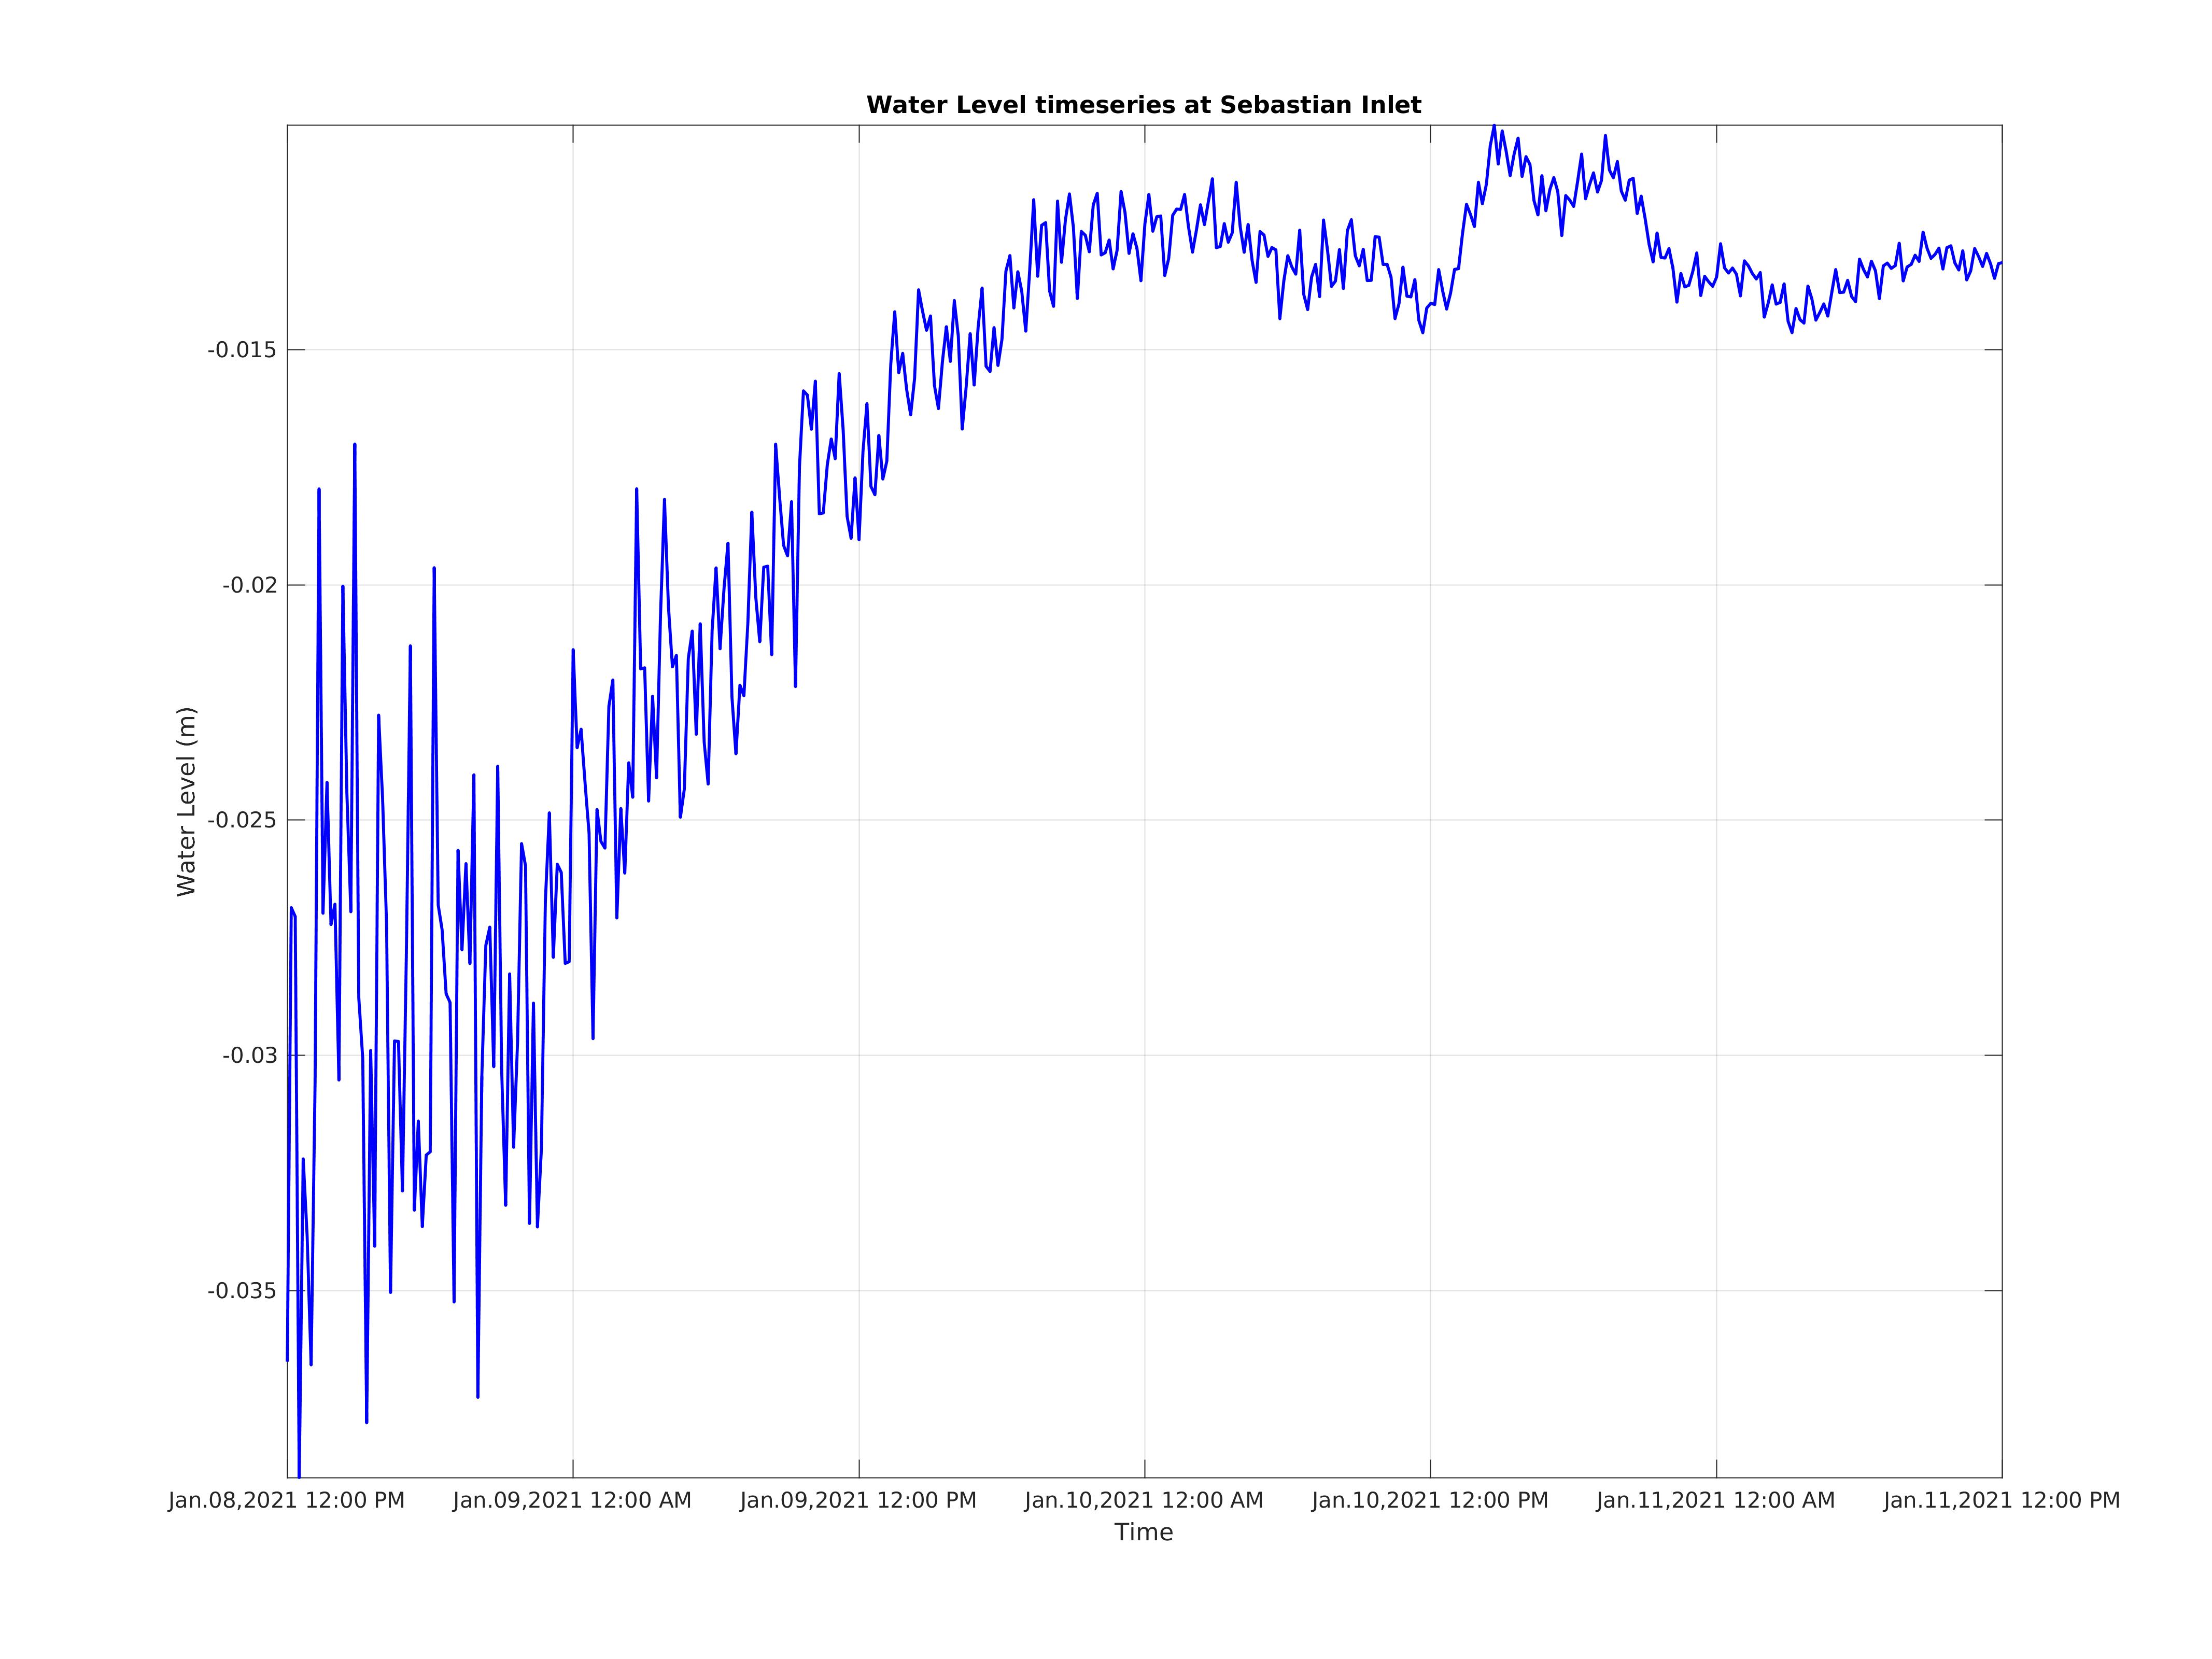 Water Level timeseries at Sebastian Inlet
-0.015
-0.02
-0.025
-0.03
-0.035
Water Level (m)
Jan.08,2021 12:00 PM Jan.09,2021 12:00 AM Jan.09,2021 12:00 PM Jan.10,2021 12:00 AM Jan.10,2021 12:00 PM Jan.11,2021 12:00 AM Jan.11,2021 12:00 PM
Time